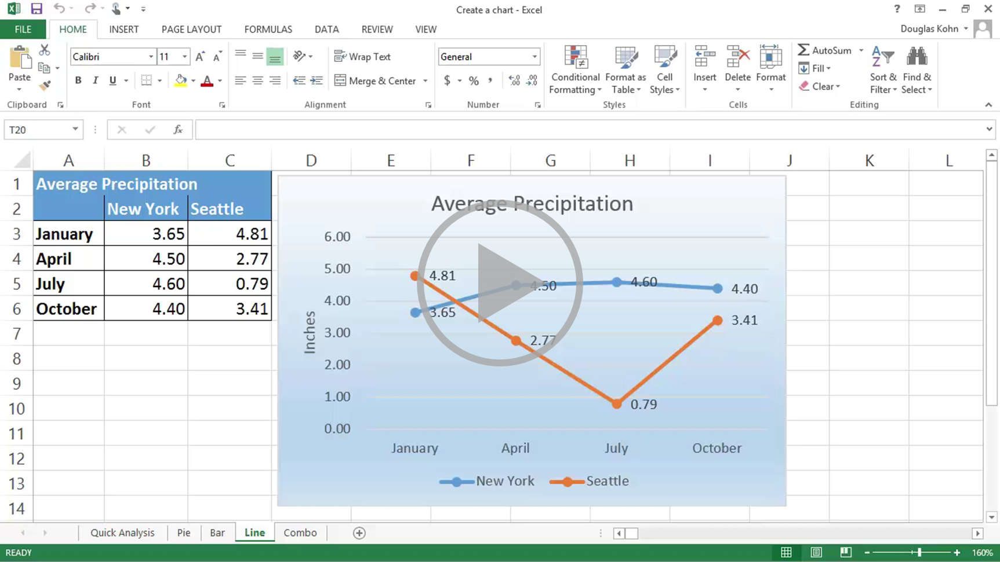 Create a chart - Excel
?
FILE HOME INSERT PAGE LAYOUT FORMULAS DATA REVIEW VIEW
Douglas Kohn
Calibri 11
Wrap Text
General
AutoSum
Paste
B I U
A
Merge & Center
$ % ,
Conditional Formatting
Format as Table
Cell Styles
Insert Delete Format
Fill
Clear
Sort & Filter
Find & Select
Clipboard Font Alignment Number Styles Cells Editing
T20
fx
A B C D E F G H I J K L
1 Average Precipitation
2 New York Seattle
3 January 3.65 4.81
4 April 4.50 2.77
5 July 4.60 0.79
6 October 4.40 3.41
7
8
9
10
11
12
13
14
Average Precipitation
6.00
5.00
4.00
3.00
2.00
1.00
0.00
Inches
4.81
3.65
4.50
2.77
4.60
0.79
4.40
3.41
January April July October
New York Seattle
Quick Analysis Pie Bar Line Combo
READY
160%